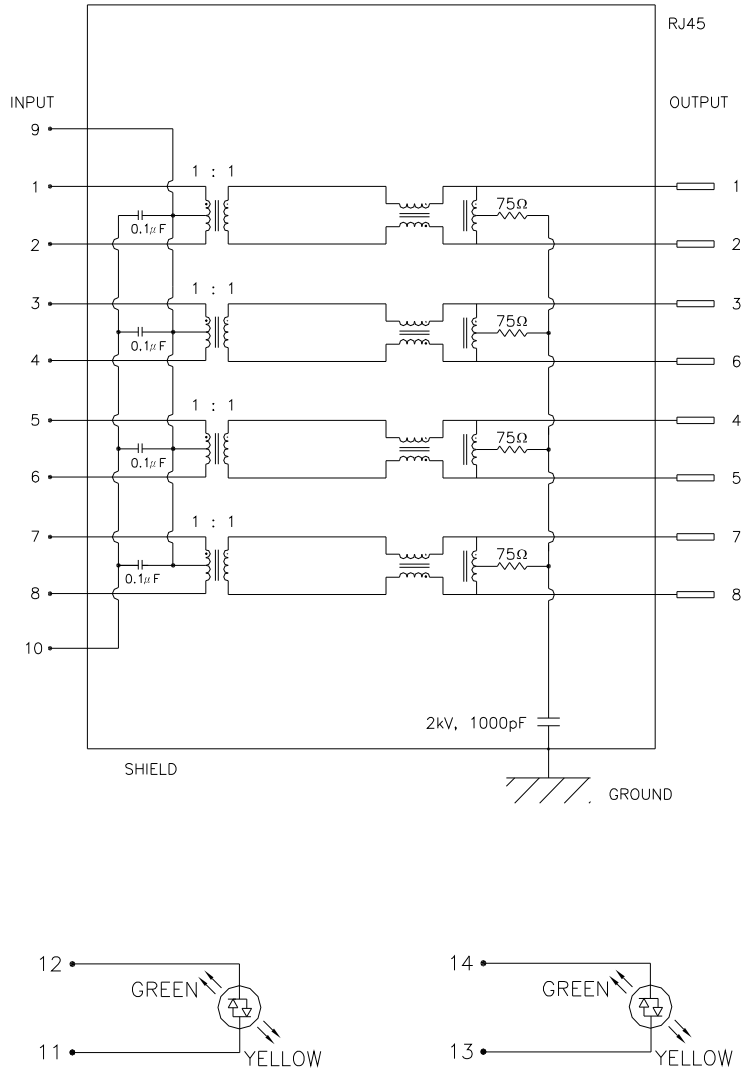 RJ45
INPUT OUTPUT
9
1 : 1
1 75Ω 1
0.1μF
2 2
1 : 1
3 75Ω 3
0.1μF
4 6
1 : 1
5 75Ω 4
0.1μF
6 5
1 : 1
7 75Ω 7
0.1μF
8 8
10
2kV, 1000pF
SHIELD
GROUND
12 14
GREEN GREEN
11 YELLOW 13 YELLOW